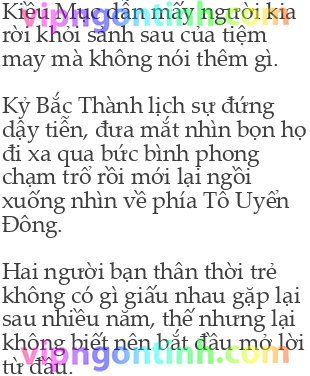 Kiều Mục dẫn mấy người kia
rời khỏi sảnh sau của tiệm
may mà không nói thêm gì.
Kỷ Bắc Thành lịch sự đứng
dậy tiễn, đưa mắt nhìn bọn họ
đi xa qua bức bình phong
chạm trổ rồi mới lại ngồi
xuống nhìn về phía Tô Uyển
Đông.
Hai người bạn thân thời trẻ
không có gì giấu nhau gặp lại
sau nhiều năm, thế nhưng lại
không biết nên bắt đầu mở lời
từ đâu.
vipngontinh.com
vipngontinh.com